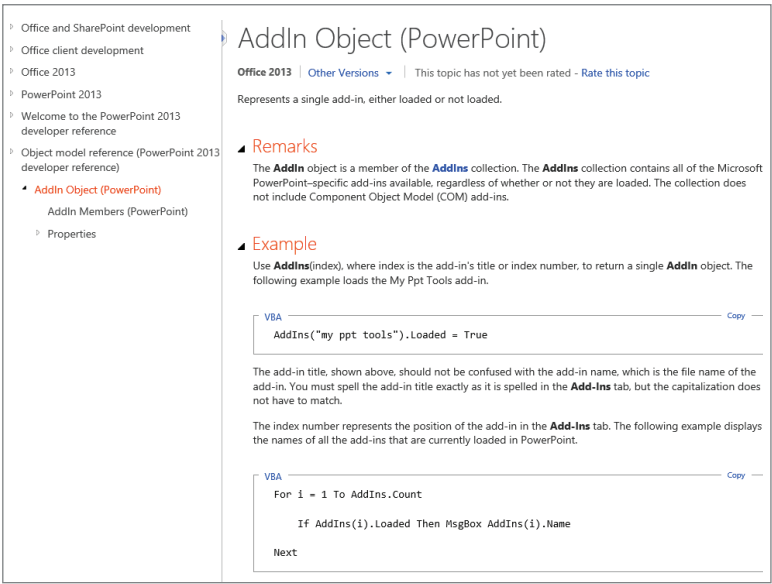 Office and SharePoint development
Office client development
Office 2013
PowerPoint 2013
Welcome to the PowerPoint 2013
developer reference
Object model reference (PowerPoint 2013
developer reference)
AddIn Object (PowerPoint)
AddIn Members (PowerPoint)
Properties
AddIn Object (PowerPoint)
Office 2013 Other Versions This topic has not yet been rated - Rate this topic
Represents a single add-in, either loaded or not loaded.
Remarks
The AddIn object is a member of the AddIns collection. The AddIns collection contains all of the Microsoft
PowerPoint–specific add-ins available, regardless of whether or not they are loaded. The collection does
not include Component Object Model (COM) add-ins.
Example
Use AddIns(index), where index is the add-in's title or index number, to return a single AddIn object. The
following example loads the My Ppt Tools add-in.
VBA Copy
AddIns("my ppt tools").Loaded = True
The add-in title, shown above, should not be confused with the add-in name, which is the file name of the
add-in. You must spell the add-in title exactly as it is spelled in the Add-Ins tab, but the capitalization does
not have to match.
The index number represents the position of the add-in in the Add-Ins tab. The following example displays
the names of all the add-ins that are currently loaded in PowerPoint.
VBA Copy
For i = 1 To AddIns.Count
If AddIns(i).Loaded Then MsgBox AddIns(i).Name
Next